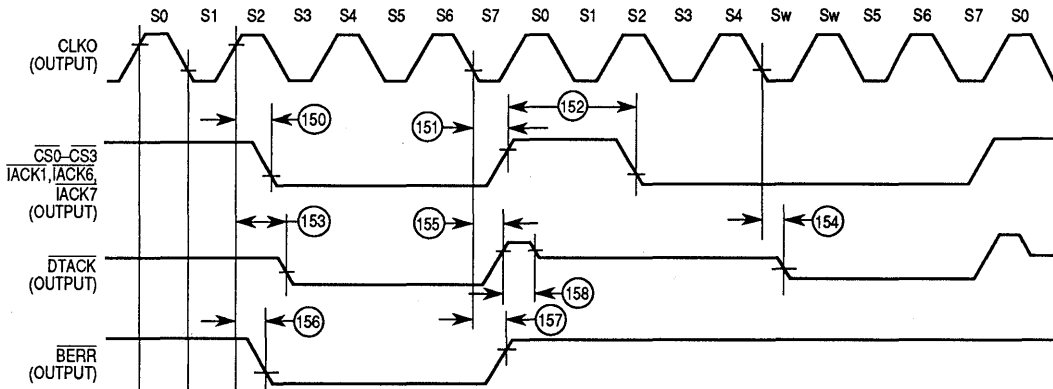 S0 S1 S2 S3 S4 S5 S6 S7 S0 S1 S2 S3 S4 Sw Sw S5 S6 S7 S0
CLKO
(OUTPUT)
150
151
152
CS0–CS3
IACK1, IACK6,
IACK7
(OUTPUT)
153
155
154
DTACK
(OUTPUT)
158
156
157
BERR
(OUTPUT)